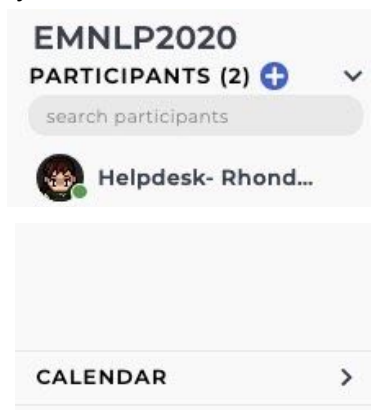 EMNLP2020
PARTICIPANTS (2)
search participants
Helpdesk- Rhond...
CALENDAR